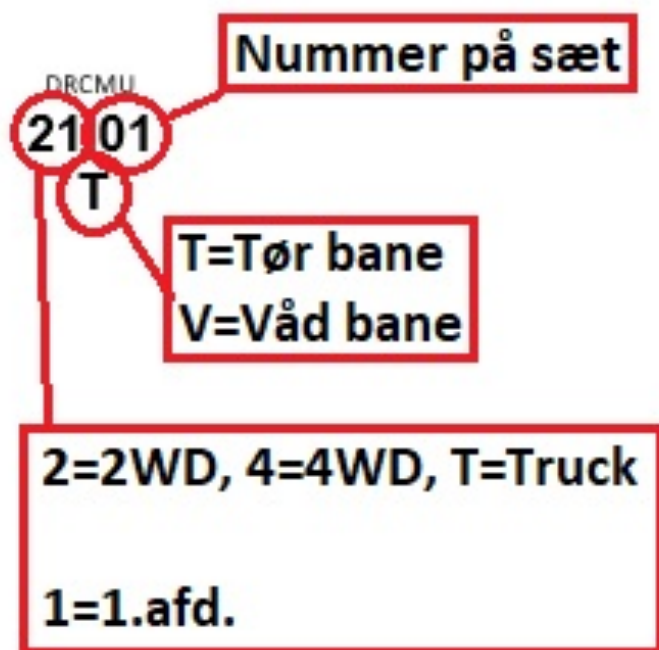 Nummer på sæt
DRCMU
21 01
T
T=Tør bane
V=Våd bane
2=2WD, 4=4WD, T=Truck
1=1.afd.